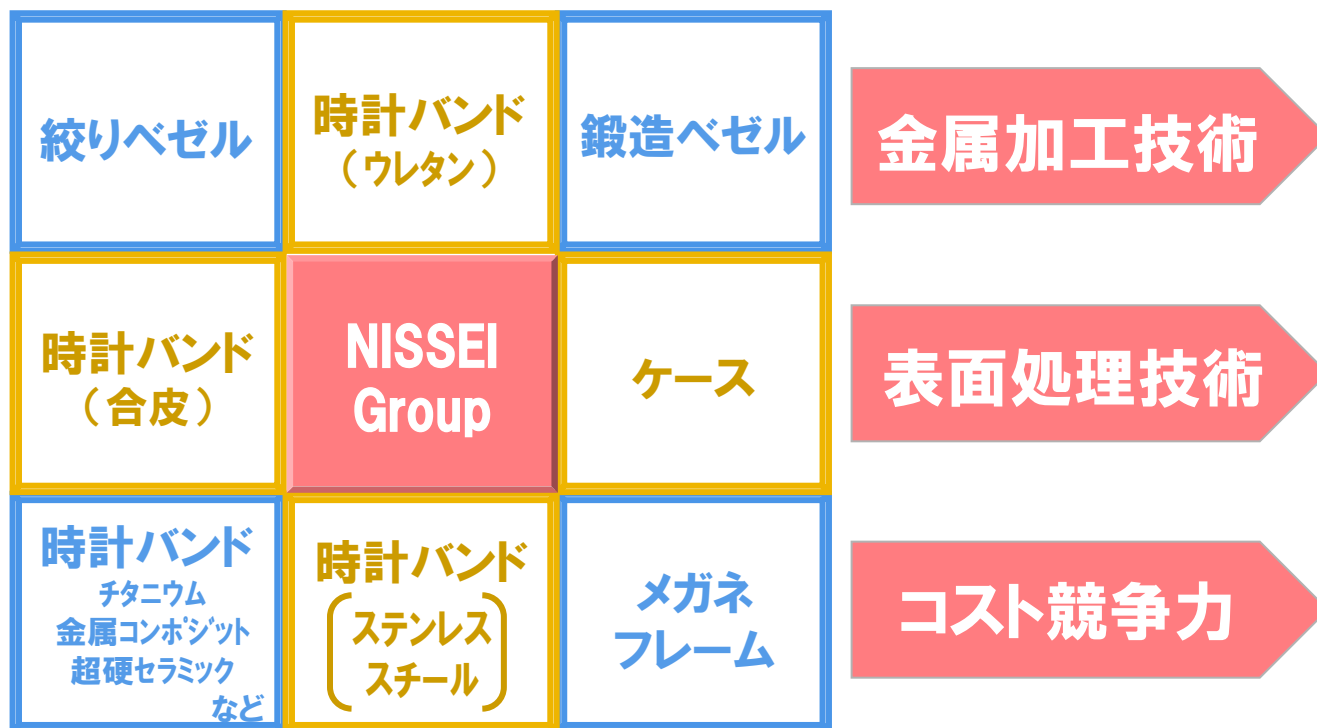 絞りベゼル
時計バンド
（ウレタン）
鍛造ベゼル
金属加工技術
時計バンド
（合皮）
NISSEI
Group
ケース
表面処理技術
時計バンド
チタニウム
金属コンポジット
超硬セラミック
など
時計バンド
ステンレス
スチール
メガネ
フレーム
コスト競争力